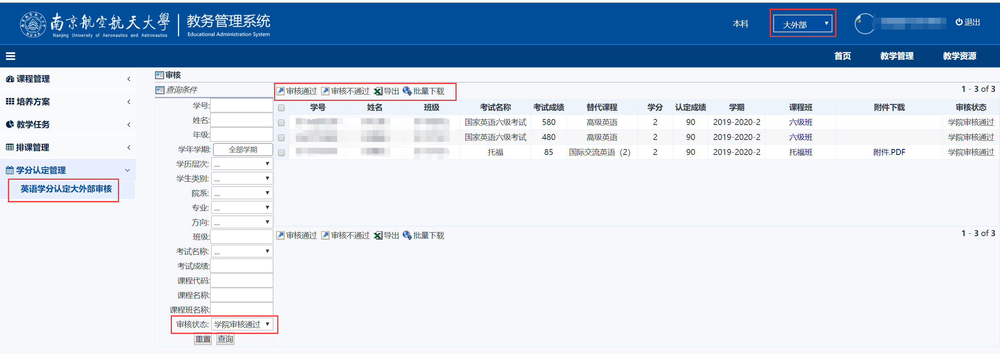 南京航空航天大學 教务管理系统
Nanjing University of Aeronautics and Astronautics Educational Administration System
NUAA
1952
本科 大外部 退出
首页 教学管理 教学资源
课程管理
培养方案
教学任务
排课管理
学分认定管理
英语学分认定大外部审核
审核
查询条件
学号:
姓名:
年级:
学年学期: 全部学期
学历层次: ...
学生类别: ...
院系: ...
专业: ...
方向: ...
班级:
考试名称: ...
考试成绩:
课程代码:
课程名称:
课程班名称:
审核状态: 学院审核通过
重置 查询
审核通过 审核不通过 导出 批量下载 1 - 3 of 3
学号 姓名 班级 考试名称 考试成绩 替代课程 学分 认定成绩 学期 课程班 附件下载 审核状态
国家英语六级考试 580 高级英语 2 90 2019-2020-2 六级班 学院审核通过
国家英语六级考试 480 高级英语 2 90 2019-2020-2 六级班 学院审核通过
托福 85 国际交流英语（2） 2 90 2019-2020-2 托福班 附件.PDF 学院审核通过
审核通过 审核不通过 导出 批量下载 1 - 3 of 3